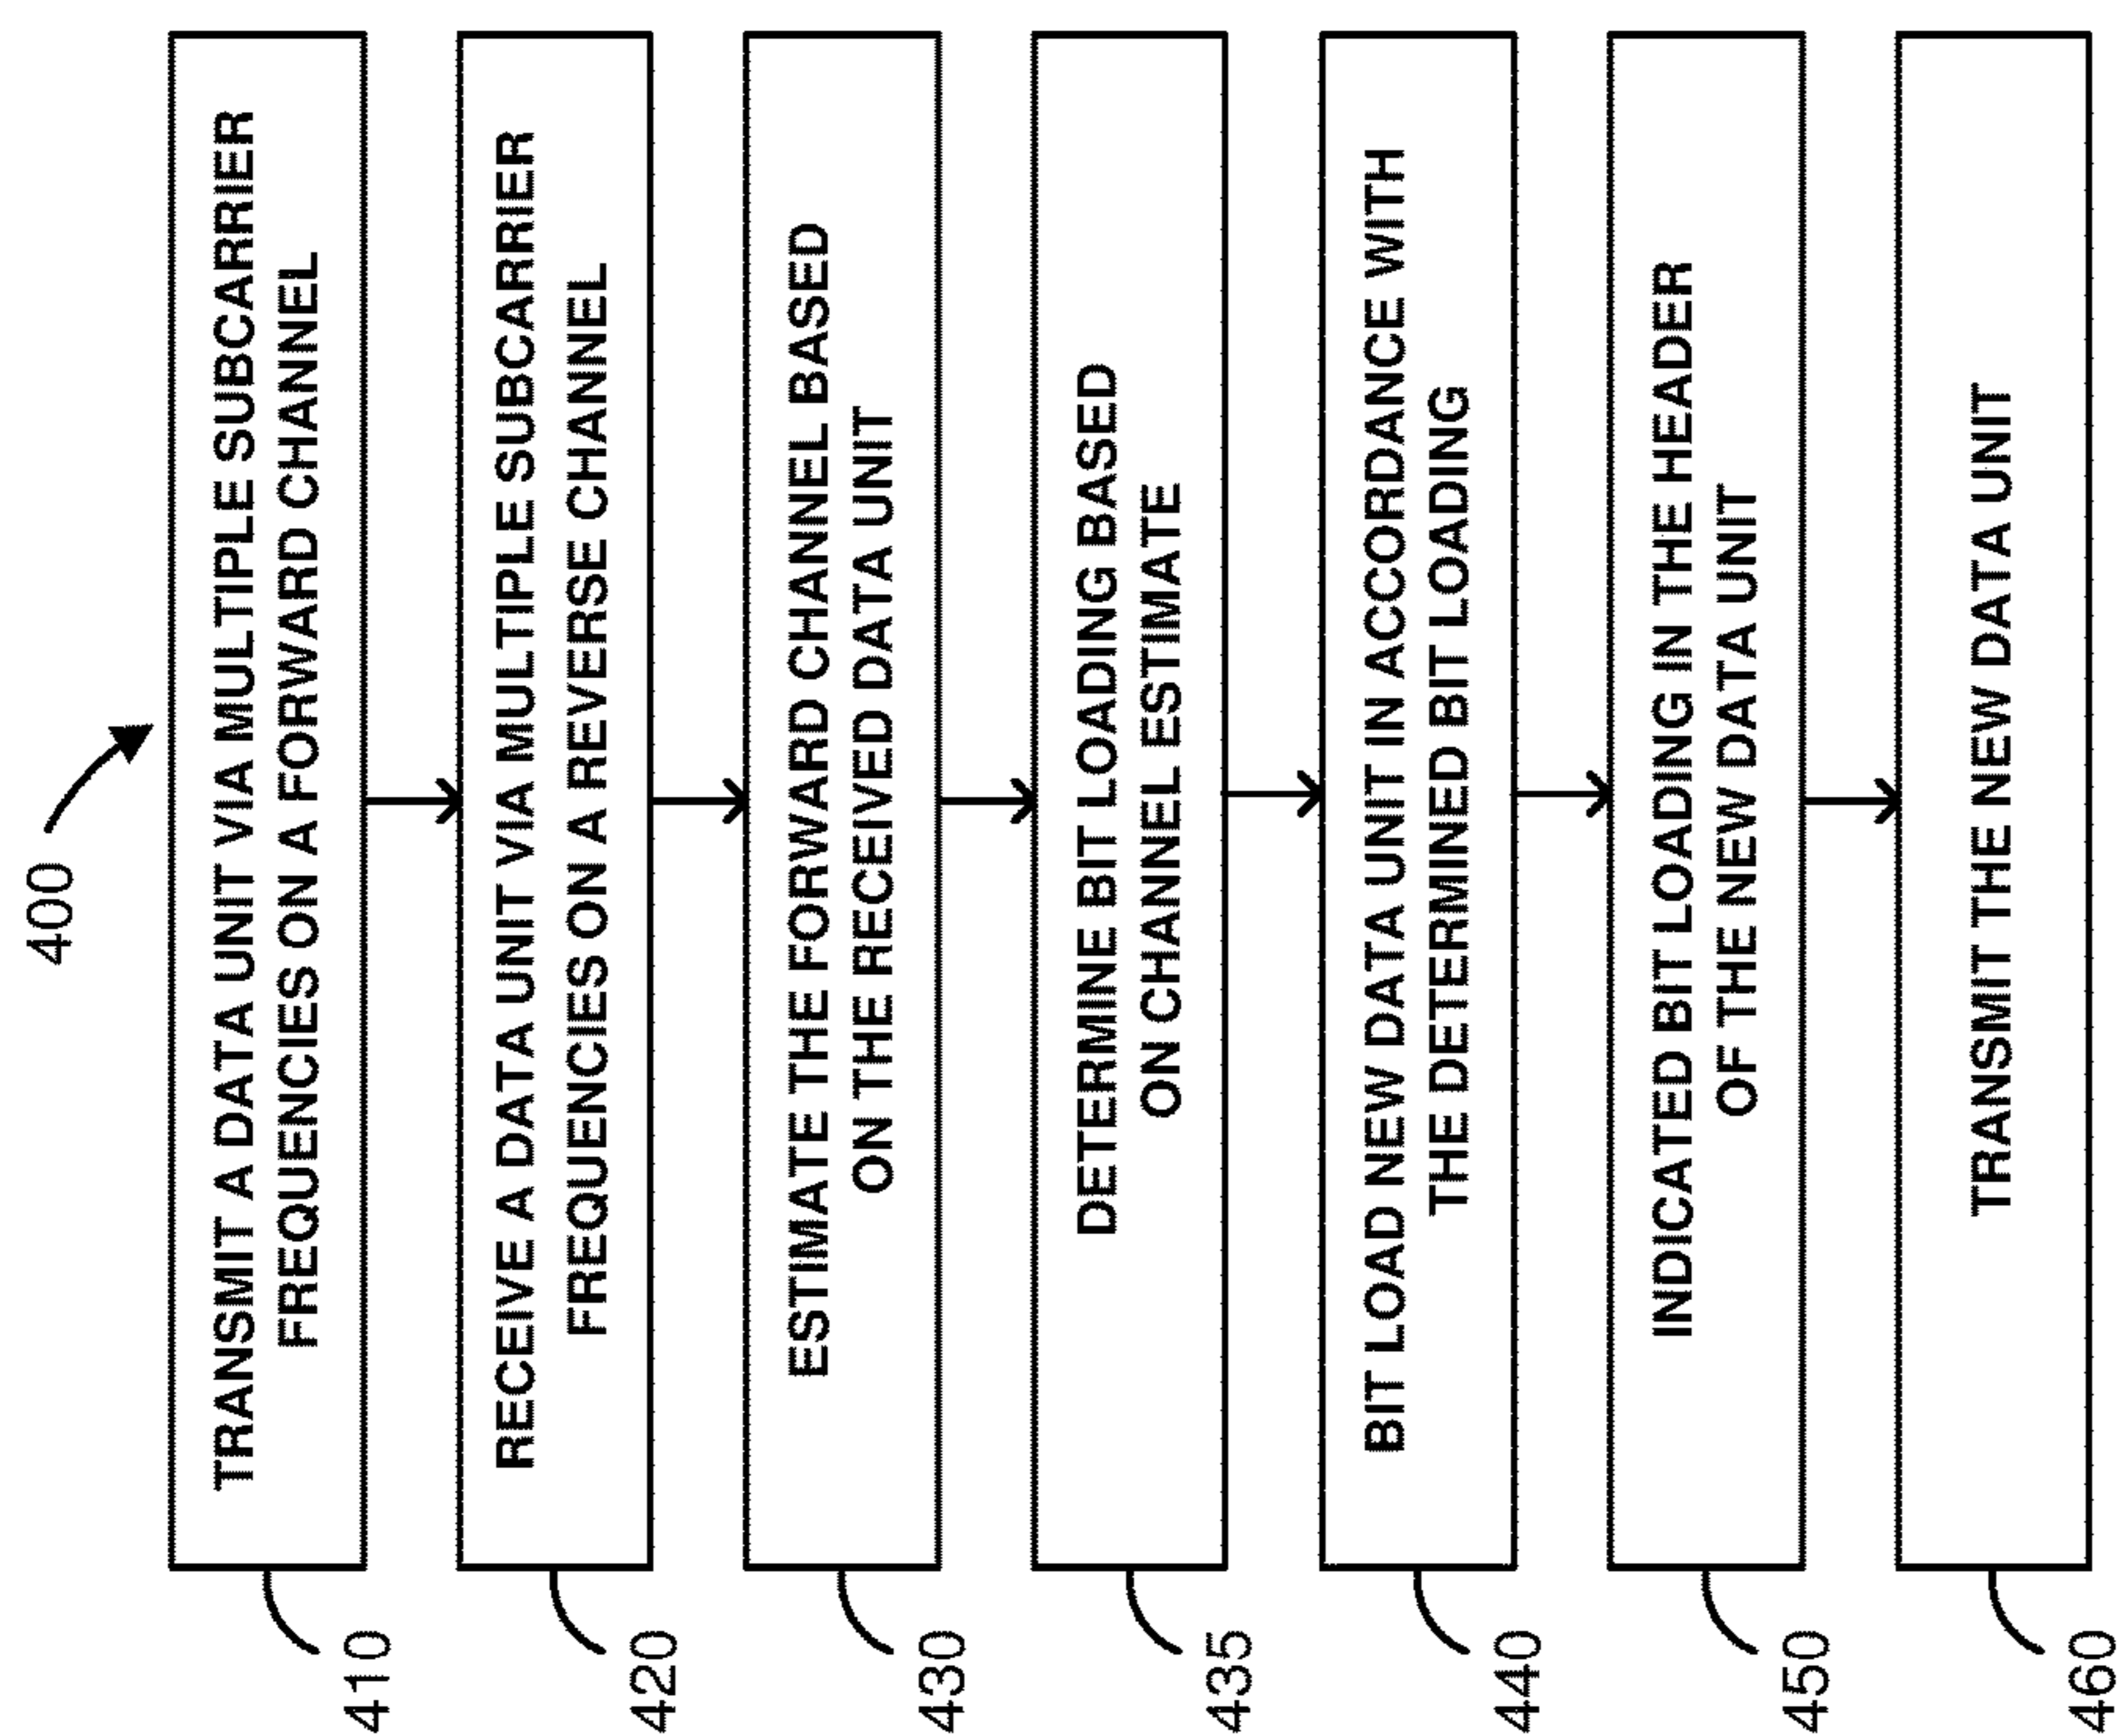 400
410
TRANSMIT A DATA UNIT VIA MULTIPLE SUBCARRIER
FREQUENCIES ON A FORWARD CHANNEL
420
RECEIVE A DATA UNIT VIA MULTIPLE SUBCARRIER
FREQUENCIES ON A REVERSE CHANNEL
430
ESTIMATE THE FORWARD CHANNEL BASED
ON THE RECEIVED DATA UNIT
435
DETERMINE BIT LOADING BASED
ON CHANNEL ESTIMATE
440
BIT LOAD NEW DATA UNIT IN ACCORDANCE WITH
THE DETERMINED BIT LOADING
450
INDICATED BIT LOADING IN THE HEADER
OF THE NEW DATA UNIT
460
TRANSMIT THE NEW DATA UNIT